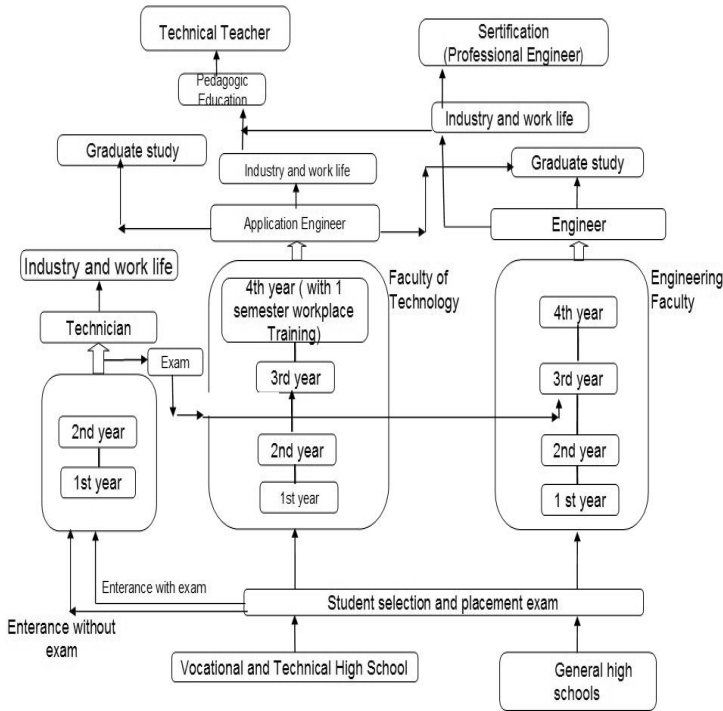 Technical Teacher
Sertification
(Professional Engineer)
Pedagogic
Education
Industry and work life
Graduate study
Industry and work life
Graduate study
Application Engineer
Engineer
Industry and work life
Faculty of
Technology
Engineering
Faculty
4th year ( with 1
semester workplace
Training)
4th year
Technician
Exam
3rd year
3rd year
2nd year
2nd year
2nd year
1st year
1st year
1 st year
Enterance with exam
Student selection and placement exam
Enterance without
exam
Vocational and Technical High School
General high
schools